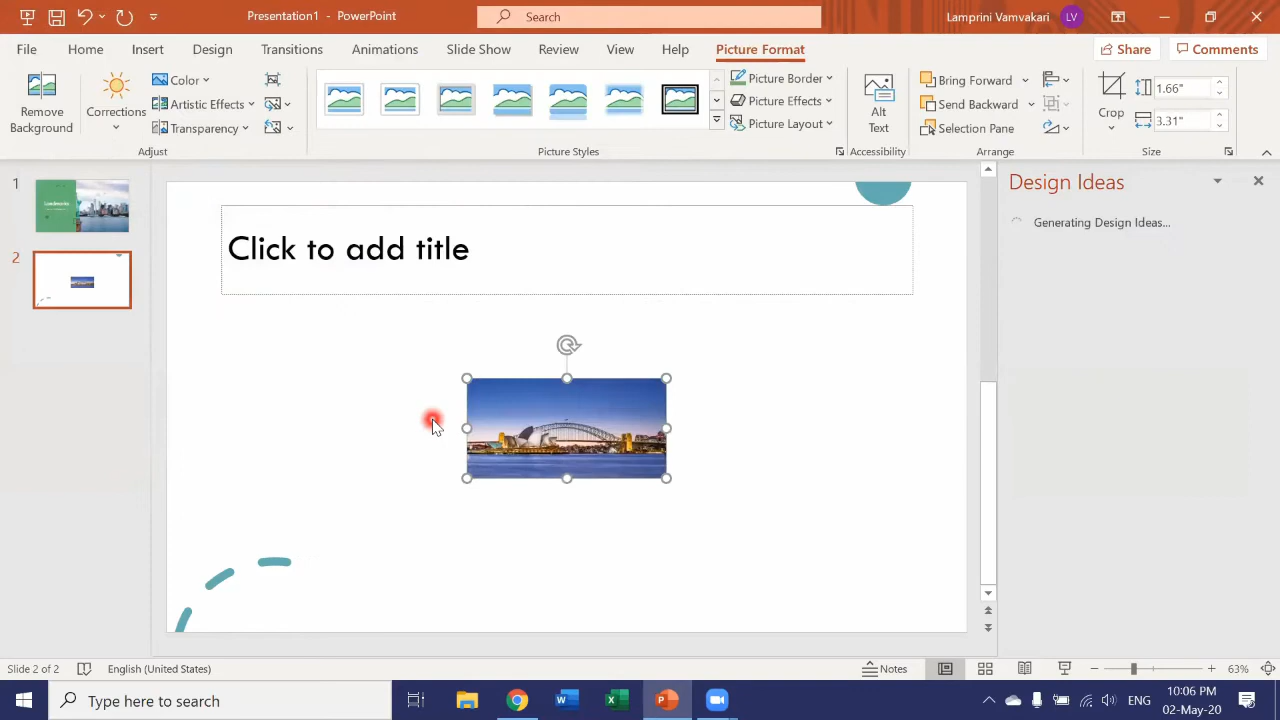 Presentation1 - PowerPoint
Search
Lamprini Vamvakari
LV
File
Home
Insert
Design
Transitions
Animations
Slide Show
Review
View
Help
Picture Format
Share
Comments
Remove
Background
Corrections
Color
Artistic Effects
Transparency
Adjust
Picture Border
Picture Effects
Picture Layout
Picture Styles
Alt
Text
Accessibility
Bring Forward
Send Backward
Selection Pane
Arrange
Crop
1.66"
3.31"
Size
1
Landmarks
2
Click to add title
Design Ideas
Generating Design Ideas...
Slide 2 of 2
English (United States)
Notes
63%
Type here to search
ENG
10:06 PM
02-May-20